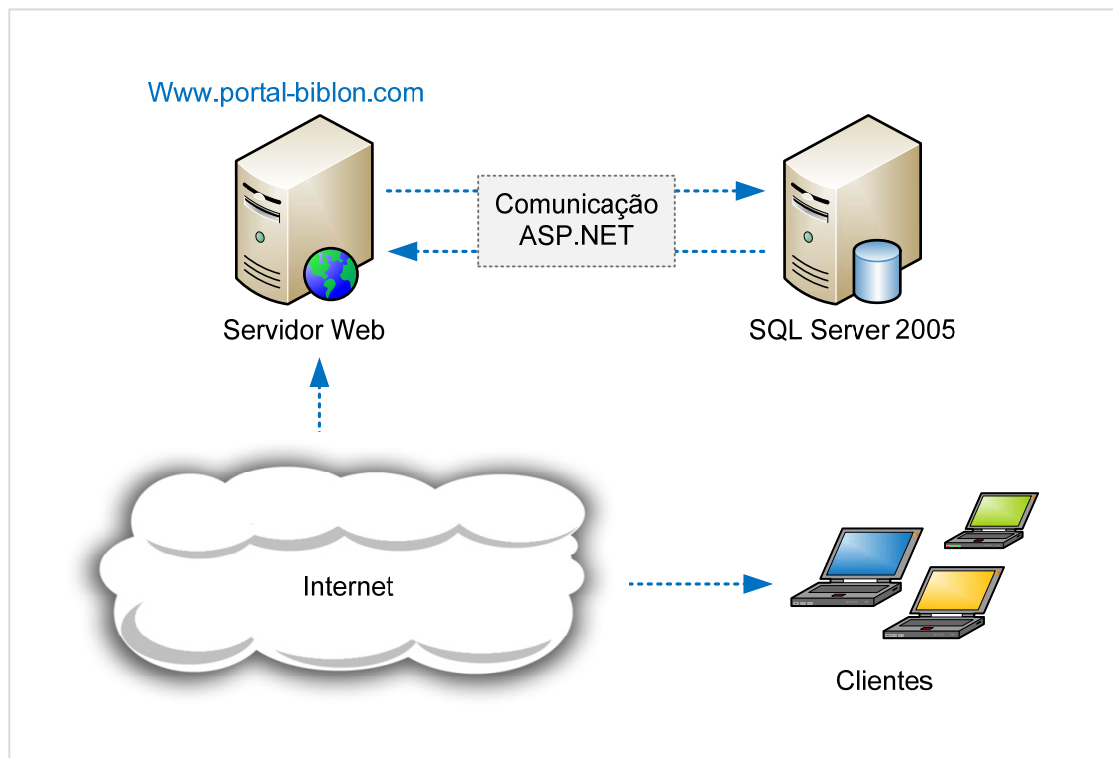 Www.portal-biblon.com
Comunicação
ASP.NET
Servidor Web
SQL Server 2005
Internet
Clientes